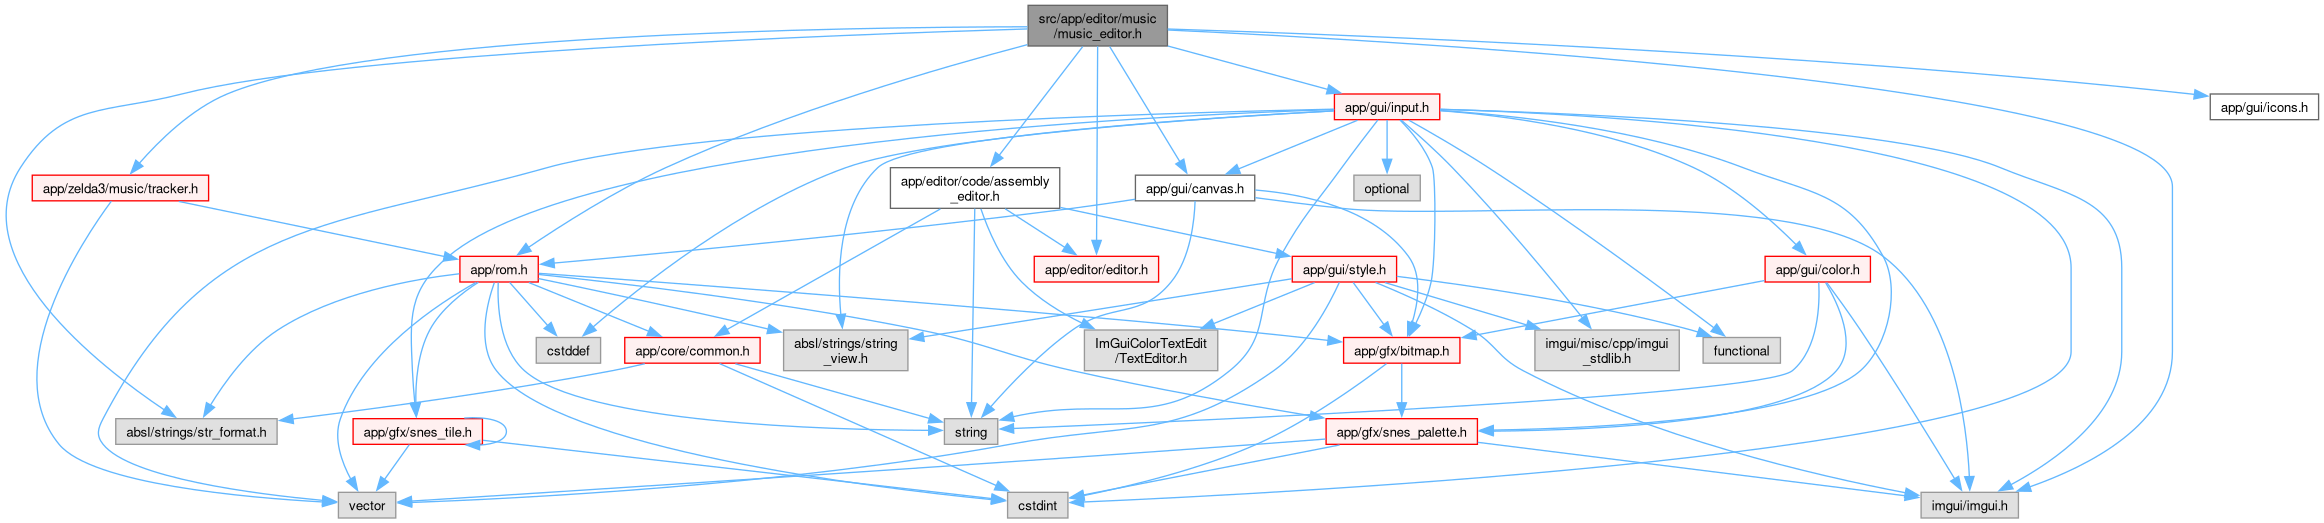 src/app/editor/music
/music_editor.h
app/gui/input.h
app/gui/icons.h
app/zelda3/music/tracker.h
app/editor/code/assembly
_editor.h
app/gui/canvas.h
optional
app/rom.h
app/editor/editor.h
app/gui/style.h
app/gui/color.h
cstddef
app/core/common.h
absl/strings/string
_view.h
ImGuiColorTextEdit
/TextEditor.h
app/gfx/bitmap.h
imgui/misc/cpp/imgui
_stdlib.h
functional
absl/strings/str_format.h
app/gfx/snes_tile.h
string
app/gfx/snes_palette.h
vector
cstdint
imgui/imgui.h